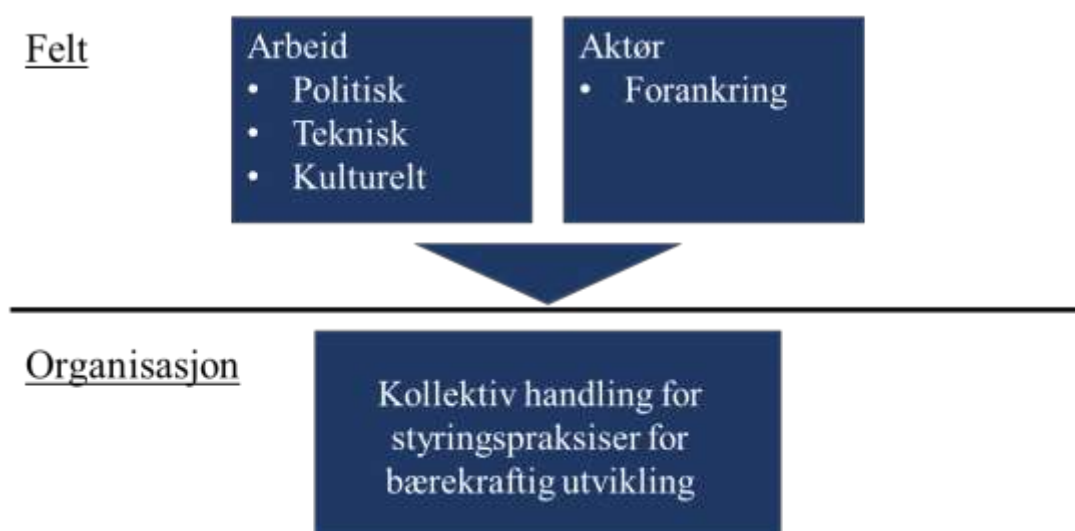 Felt
Arbeid
• Politisk
• Teknisk
• Kulturelt
Aktør
• Forankring
Organisasjon
Kollektiv handling for
styringspraksiser for
bærekraftig utvikling